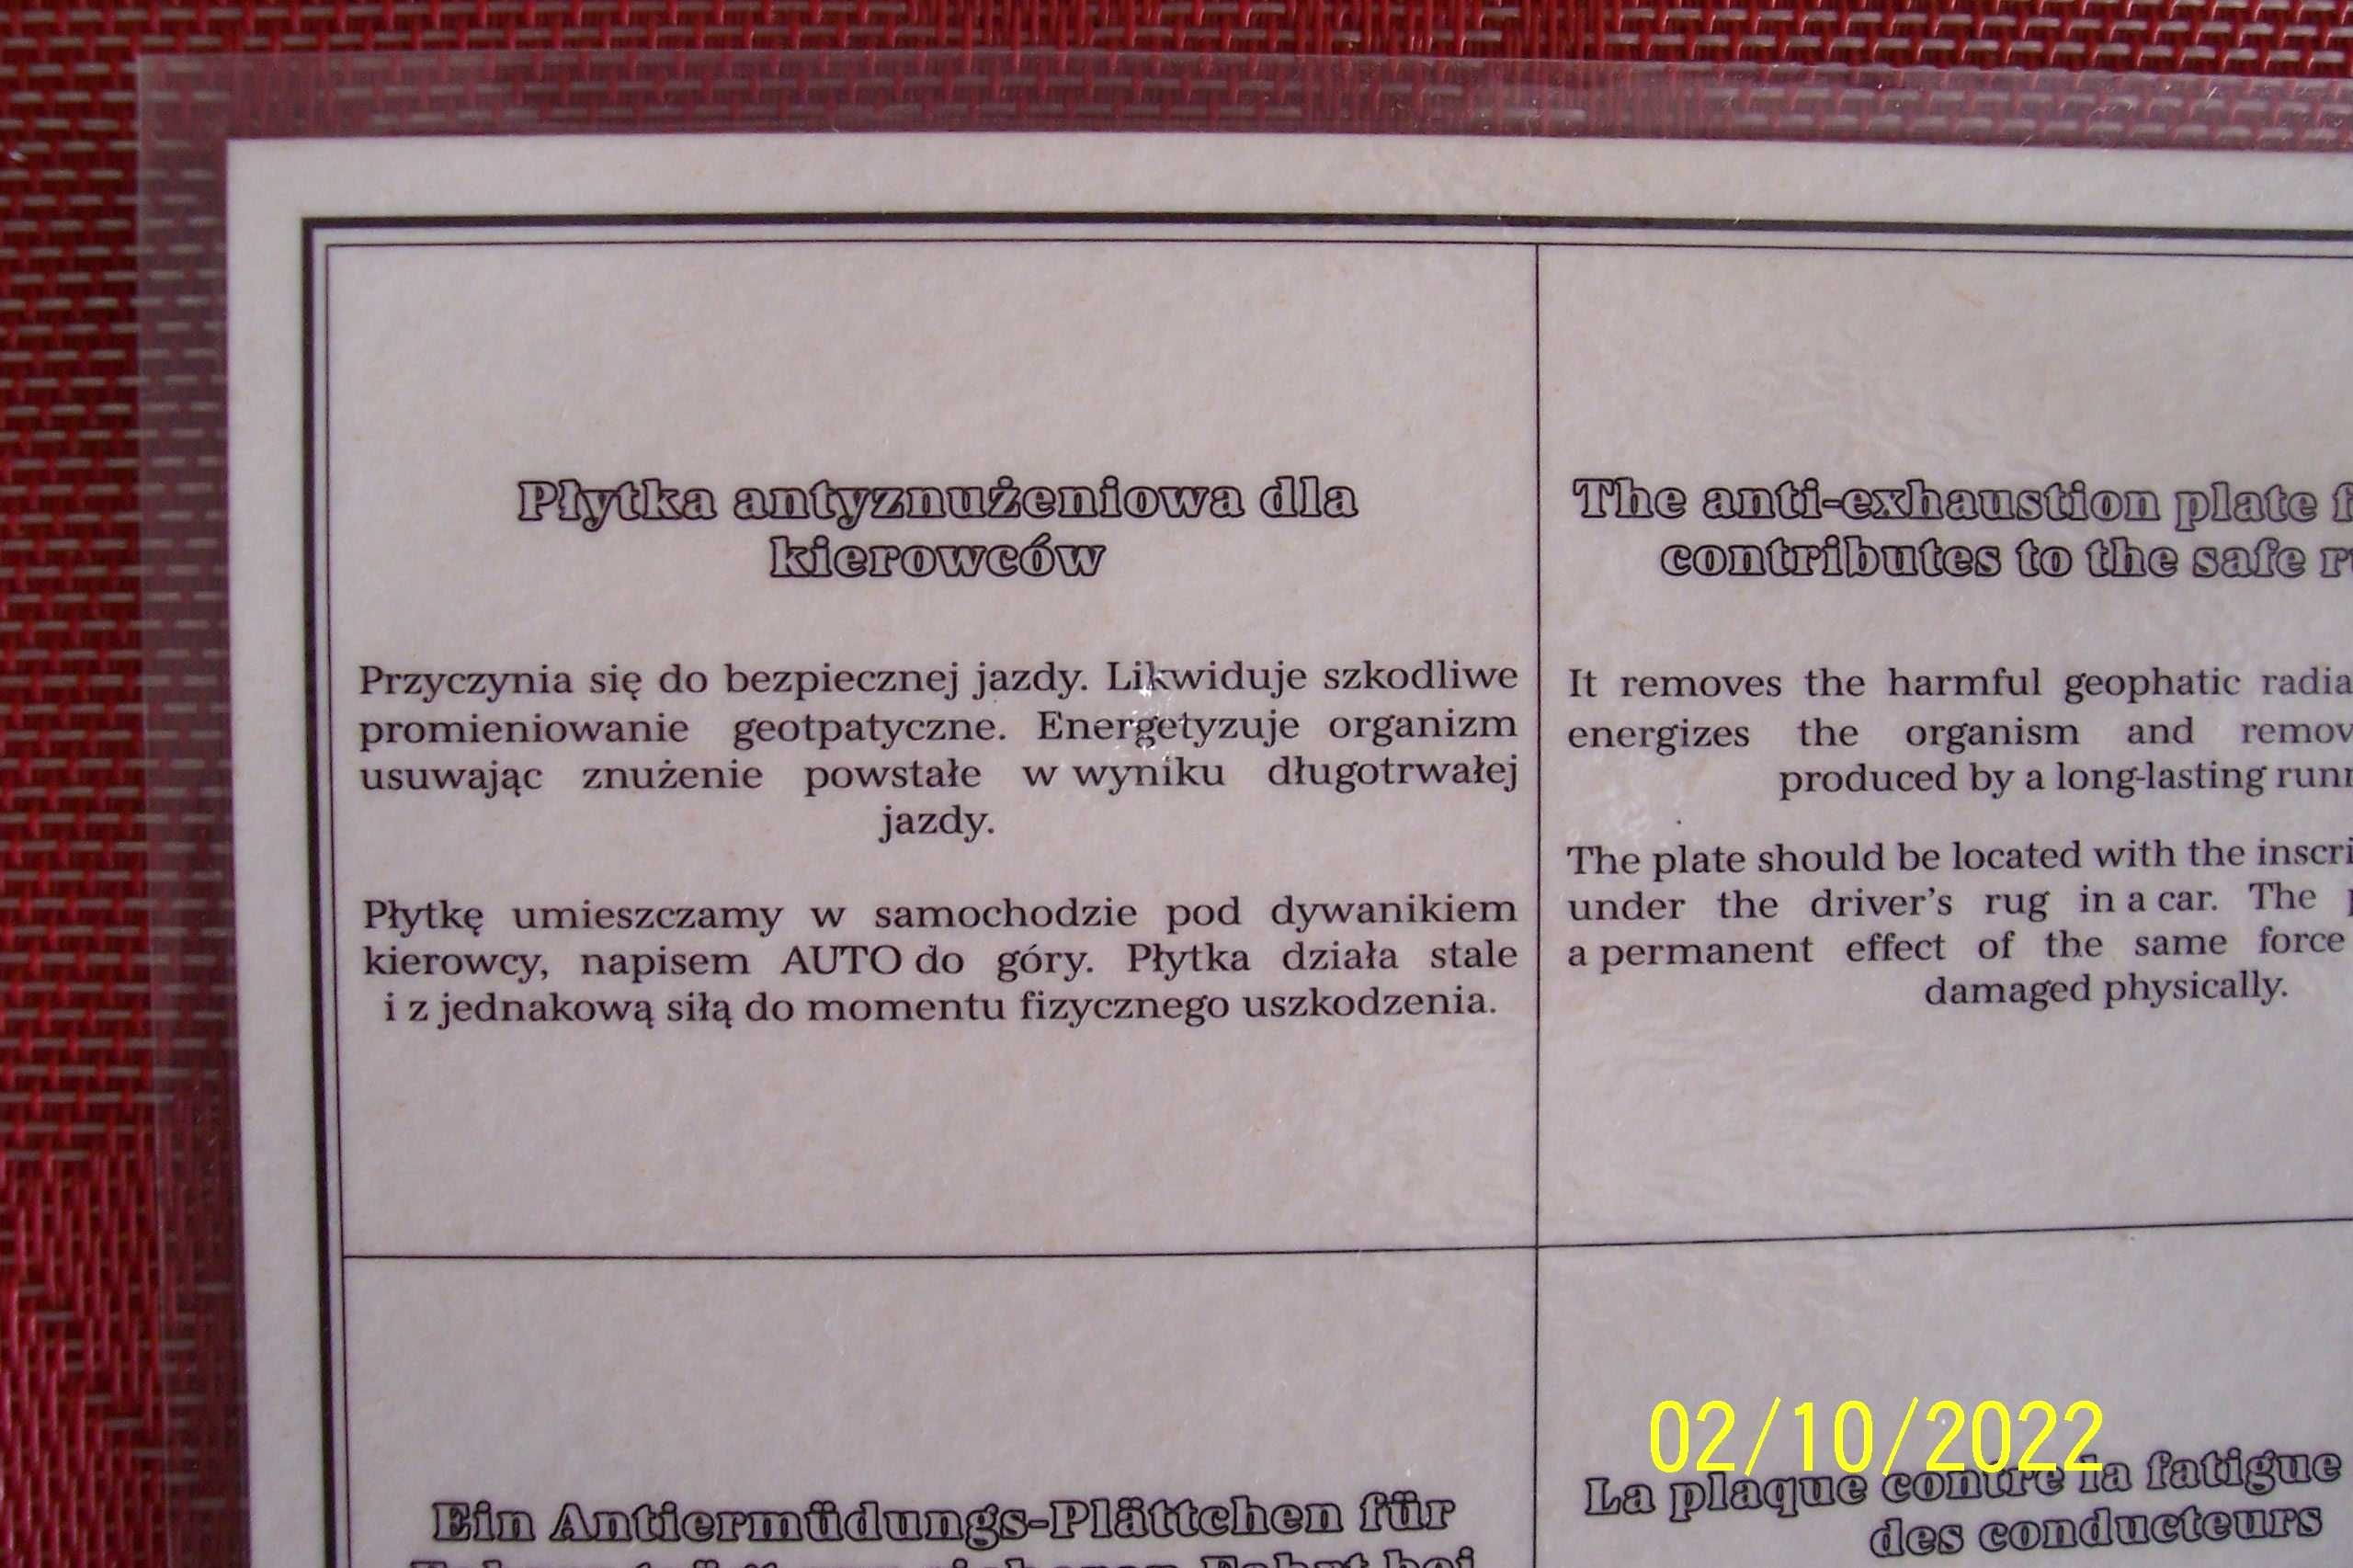 Płytka antyznużeniowa dla
kierowców
Przyczynia się do bezpiecznej jazdy. Likwiduje szkodliwe
promieniowanie geotpatyczne. Energetyzuje organizm
usuwając znużenie powstałe w wyniku długotrwałej
jazdy.
Płytkę umieszczamy w samochodzie pod dywanikiem
kierowcy, napisem AUTO do góry. Płytka działa stale
i z jednakową siłą do momentu fizycznego uszkodzenia.
The anti-exhaustion plate
contributes to the safe
It removes the harmful geophatic
energizes the organism and
produced by a long-lasting
The plate should be located with the
under the driver's rug in a car. The
a permanent effect of the same force
damaged physically.
Ein Antiermüdungs-Plättchen für
02/10/2022
La plaque contre la fatigue
des conducteurs